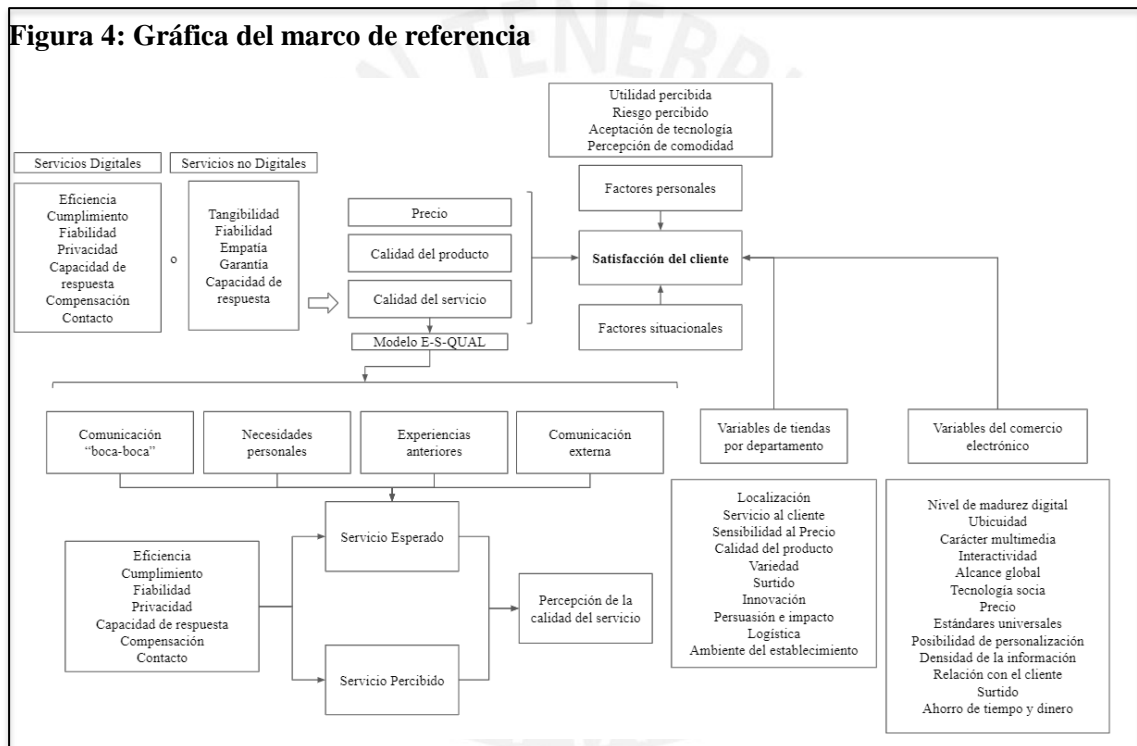 Figura 4: Gráfica del marco de referencia
TENEBR
Utilidad percibida
Riesgo percibido
Aceptación de tecnología
Percepción de comodidad
Servicios Digitales
Servicios no Digitales
Eficiencia
Cumplimiento
Fiabilidad
Privacidad
Capacidad de
respuesta
Compensación
Contacto
o
Tangibilidad
Fiabilidad
Empatía
Garantía
Capacidad de
respuesta
Precio
Calidad del producto
Calidad del servicio
Modelo E-S-QUAL
Factores personales
Satisfacción del cliente
Factores situacionales
Comunicación
“boca-boca”
Necesidades
personales
Experiencias
anteriores
Comunicación
externa
Variables de tiendas
por departamento
Variables del comercio
electrónico
Eficiencia
Cumplimiento
Fiabilidad
Privacidad
Capacidad de respuesta
Compensación
Contacto
Servicio Esperado
Servicio Percibido
Percepción de la
calidad del servicio
Localización
Servicio al cliente
Sensibilidad al Precio
Calidad del producto
Variedad
Surtido
Innovación
Persuasión e impacto
Logística
Ambiente del establecimiento
Nivel de madurez digital
Ubicuidad
Carácter multimedia
Interactividad
Alcance global
Tecnología socia
Precio
Estándares universales
Posibilidad de personalización
Densidad de la información
Relación con el cliente
Surtido
Ahorro de tiempo y dinero